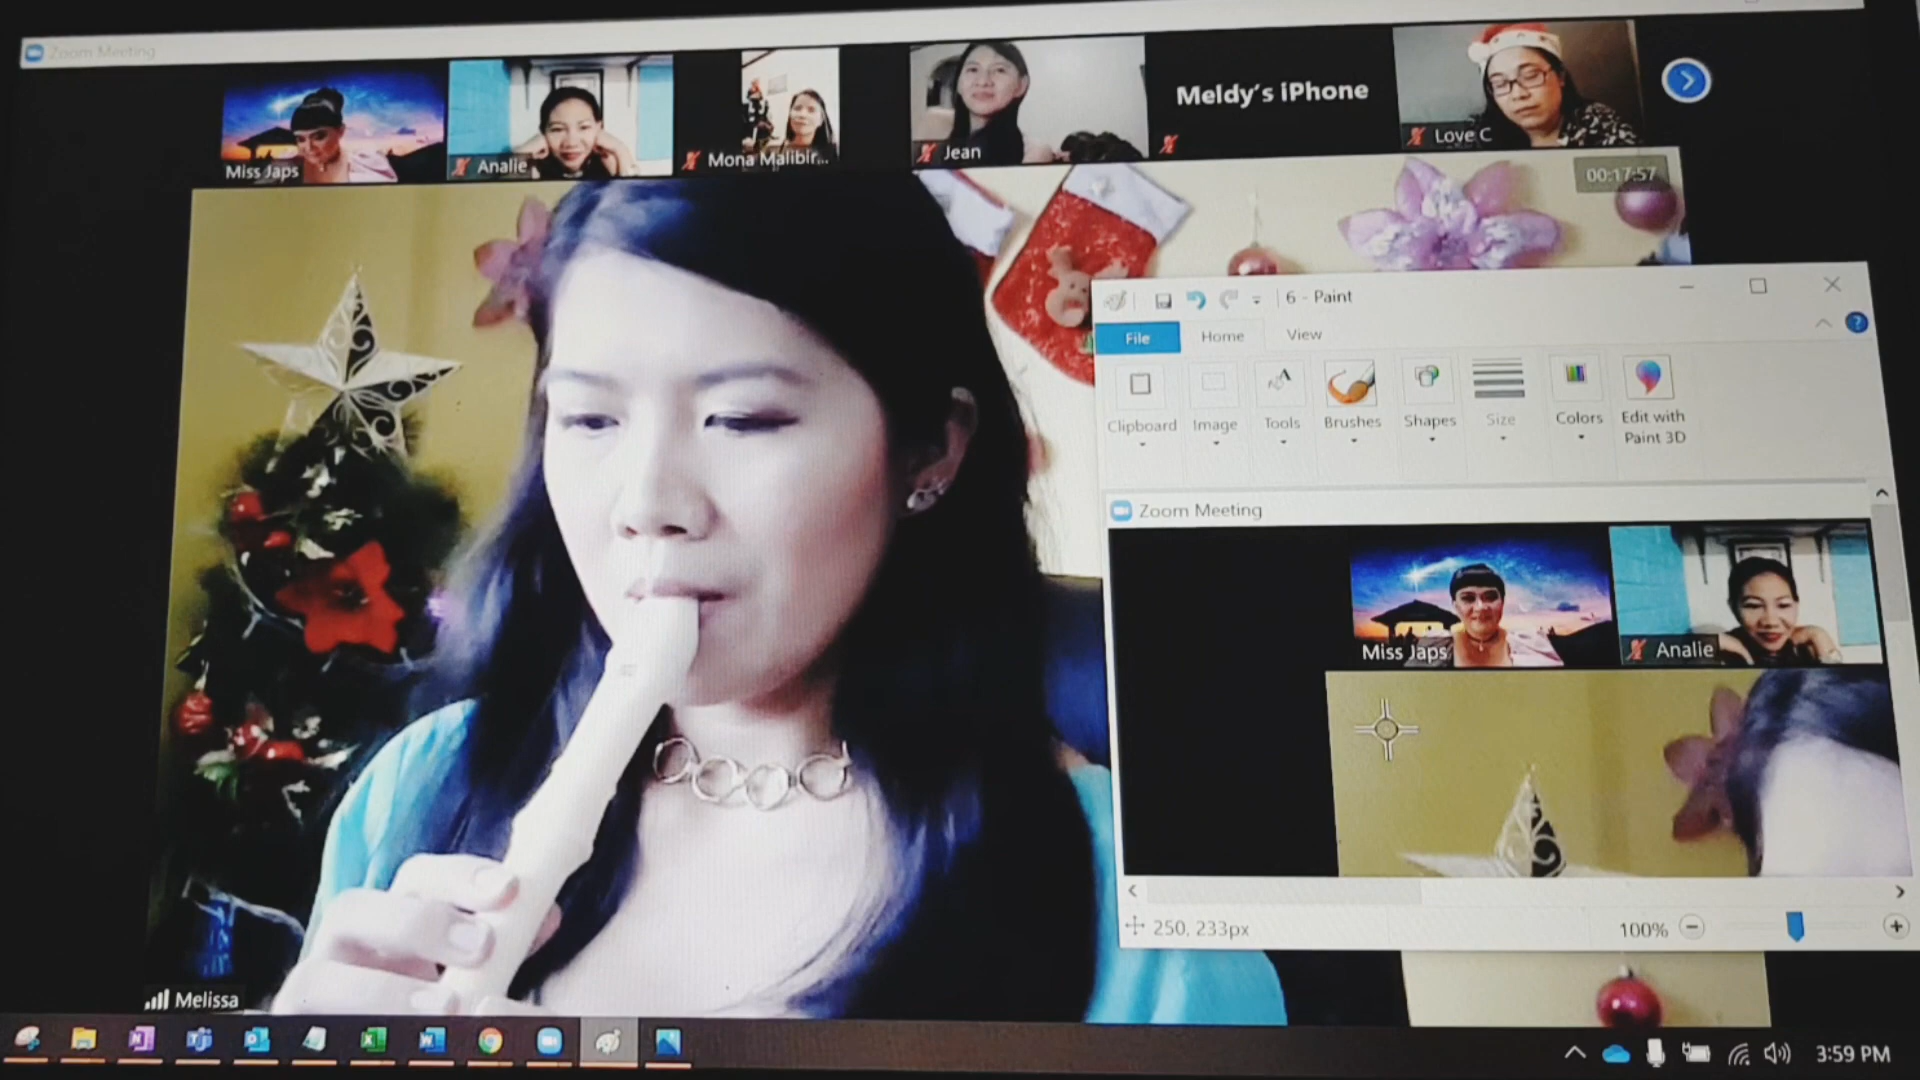 Zoom Meeting
Miss Japs
Analie
Mona Malibir...
Jean
Meldy's iPhone
Love C
00:17:57
6 - Paint
File
Home
View
Clipboard
Image
Tools
Brushes
Shapes
Size
Colors
Edit with
Paint 3D
Zoom Meeting
Miss Japs
Analie
250, 233px
100%
Melissa
3:59 PM